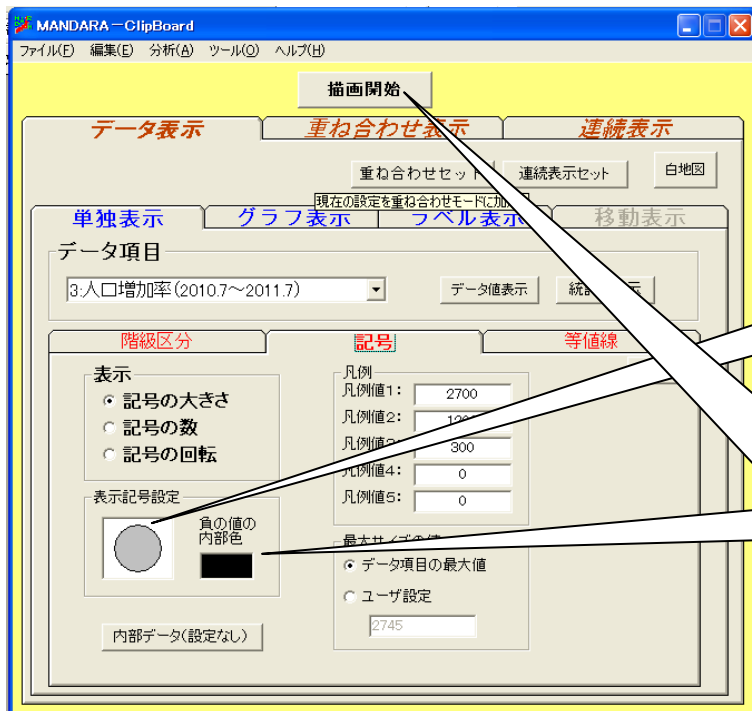 MANDARA－ClipBoard
ファイル(F) 編集(E) 分析(A) ツール(O) ヘルプ(H)
描画開始
データ表示 重ね合わせ表示 連続表示
重ね合わせセット 連続表示セット 白地図
現在の設定を重ね合わせモードに加
単独表示 グラフ表示 ラベル表示 移動表示
データ項目
3:人口増加率(2010.7～2011.7) データ値表示
階級区分 記号 等値線
表示
記号の大きさ
記号の数
記号の回転
凡例
凡例値1: 2700
凡例値2:
凡例値3: 300
凡例値4: 0
凡例値5: 0
表示記号設定
負の値の
内部色
最大サイズの値
データ項目の最大値
ユーザ設定
2745
内部データ(設定なし)